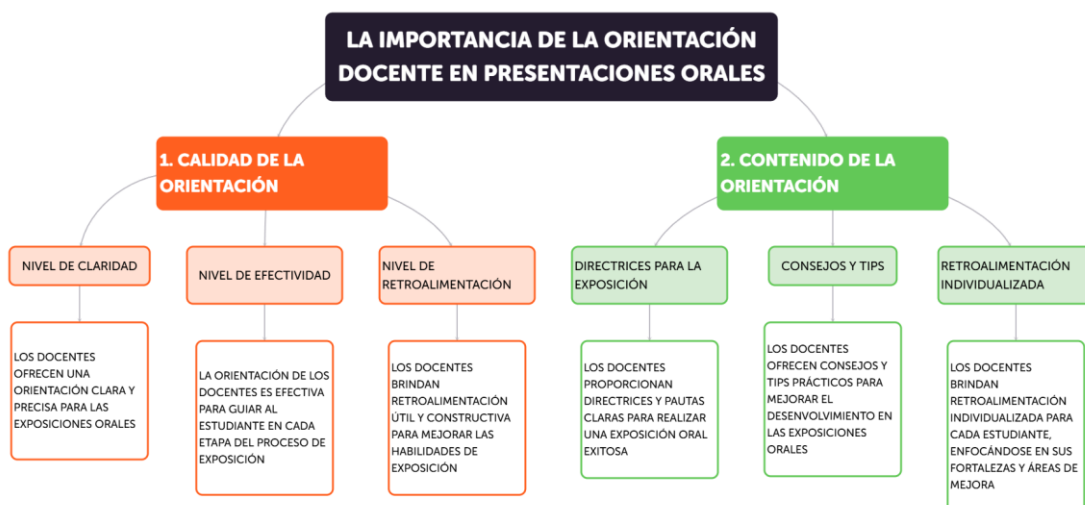 LA IMPORTANCIA DE LA ORIENTACIÓN
DOCENTE EN PRESENTACIONES ORALES
1. CALIDAD DE LA
ORIENTACIÓN
2. CONTENIDO DE LA
ORIENTACIÓN
NIVEL DE CLARIDAD
NIVEL DE EFECTIVIDAD
NIVEL DE
RETROALIMENTACIÓN
DIRECTRICES PARA LA
EXPOSICIÓN
CONSEJOS Y TIPS
RETROALIMENTACIÓN
INDIVIDUALIZADA
LOS DOCENTES
OFRECEN UNA
ORIENTACIÓN CLARA Y
PRECISA PARA LAS
EXPOSICIONES ORALES
LA ORIENTACIÓN DE LOS
DOCENTES ES EFECTIVA
PARA GUIAR AL
ESTUDIANTE EN CADA
ETAPA DEL PROCESO DE
EXPOSICIÓN
LOS DOCENTES
BRINDAN
RETROALIMENTACIÓN
ÚTIL Y CONSTRUCTIVA
PARA MEJORAR LAS
HABILIDADES DE
EXPOSICIÓN
LOS DOCENTES
PROPORCIONAN
DIRECTRICES Y PAUTAS
CLARAS PARA REALIZAR
UNA EXPOSICIÓN ORAL
EXITOSA
LOS DOCENTES
OFRECEN CONSEJOS Y
TIPS PRÁCTICOS PARA
MEJORAR EL
DESENVOLVIMIENTO EN
LAS EXPOSICIONES
ORALES
LOS DOCENTES
BRINDAN
RETROALIMENTACIÓN
INDIVIDUALIZADA PARA
CADA ESTUDIANTE,
ENFOCÁNDOSE EN SUS
FORTALEZAS Y ÁREAS DE
MEJORA